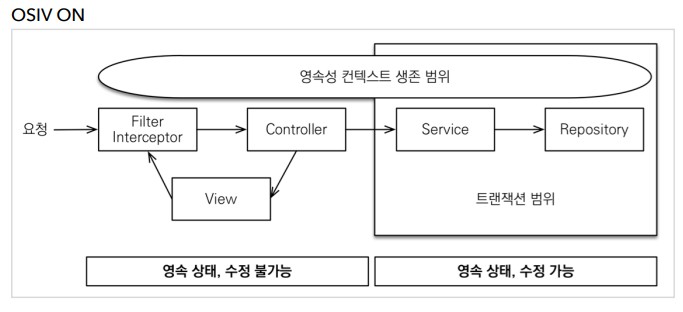 OSIV ON
영속성 컨텍스트 생존 범위
요청
Filter
Interceptor
Controller
Service
Repository
View
트랜잭션 범위
영속 상태, 수정 불가능
영속 상태, 수정 가능